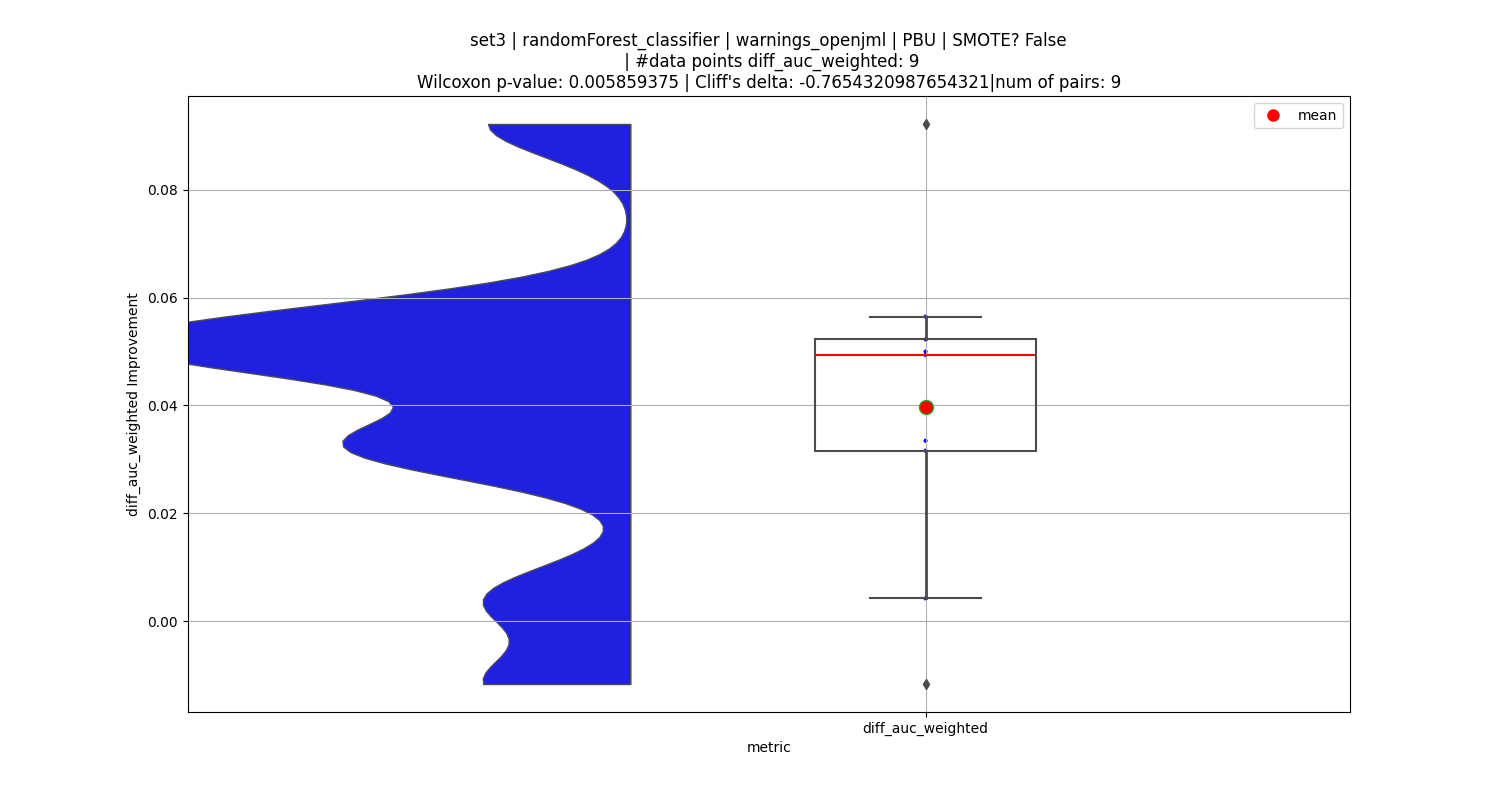 set3 | randomForest_classifier | warnings_openjml | PBU | SMOTE? False
| #data points diff_auc_weighted: 9
Wilcoxon p-value: 0.005859375 | Cliff's delta: -0.7654320987654321|num of pairs: 9
mean
0.08
0.06
0.04
0.02
0.00
diff_auc_weighted Improvement
diff_auc_weighted
metric